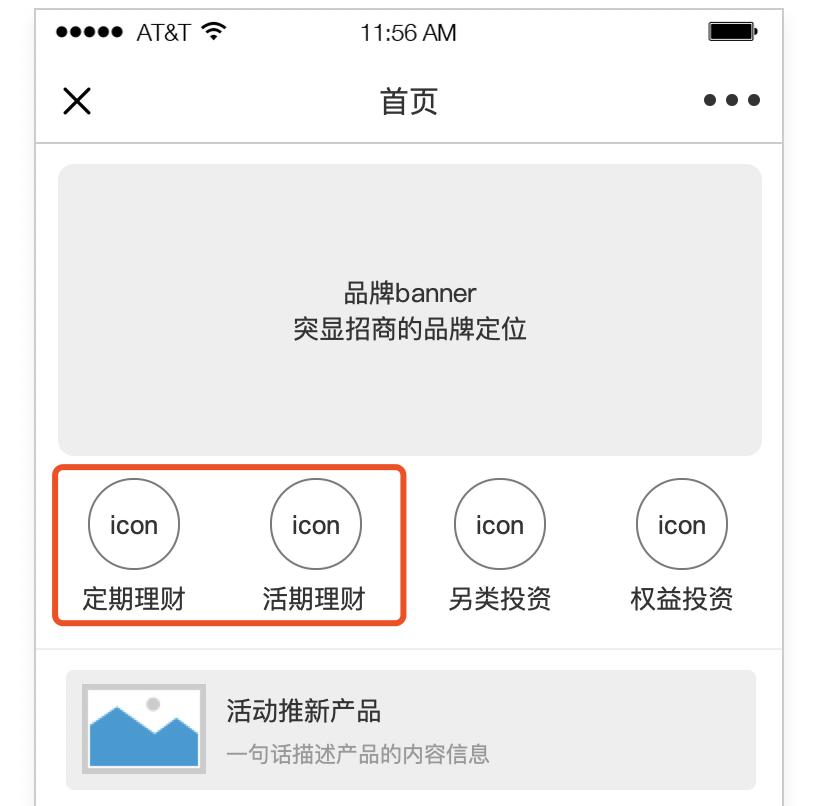 AT&T 11:56 AM
首页
品牌banner
突显招商的品牌定位
icon icon icon icon
定期理财 活期理财 另类投资 权益投资
活动推新产品
一句话描述产品的内容信息